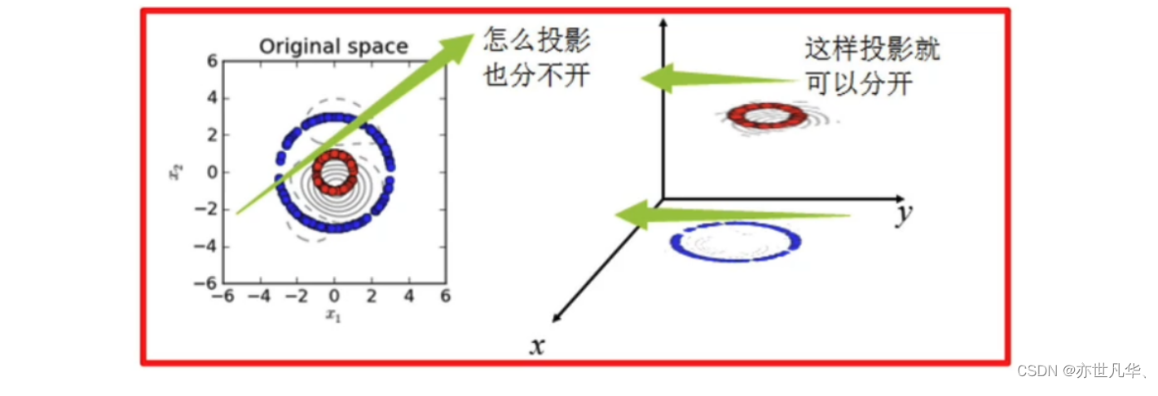 Original space
怎么投影
也分不开
6
4
2
0
−2
−4
−6
x₂
−6 −4 −2 0 2 4 6
x₁
这样投影就
可以分开
y
x
CSDN @亦世凡华、